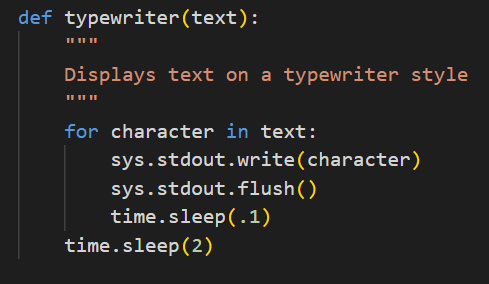 def typewriter(text):
    """
    Displays text on a typewriter style
    """
    for character in text:
        sys.stdout.write(character)
        sys.stdout.flush()
        time.sleep(.1)
    time.sleep(2)